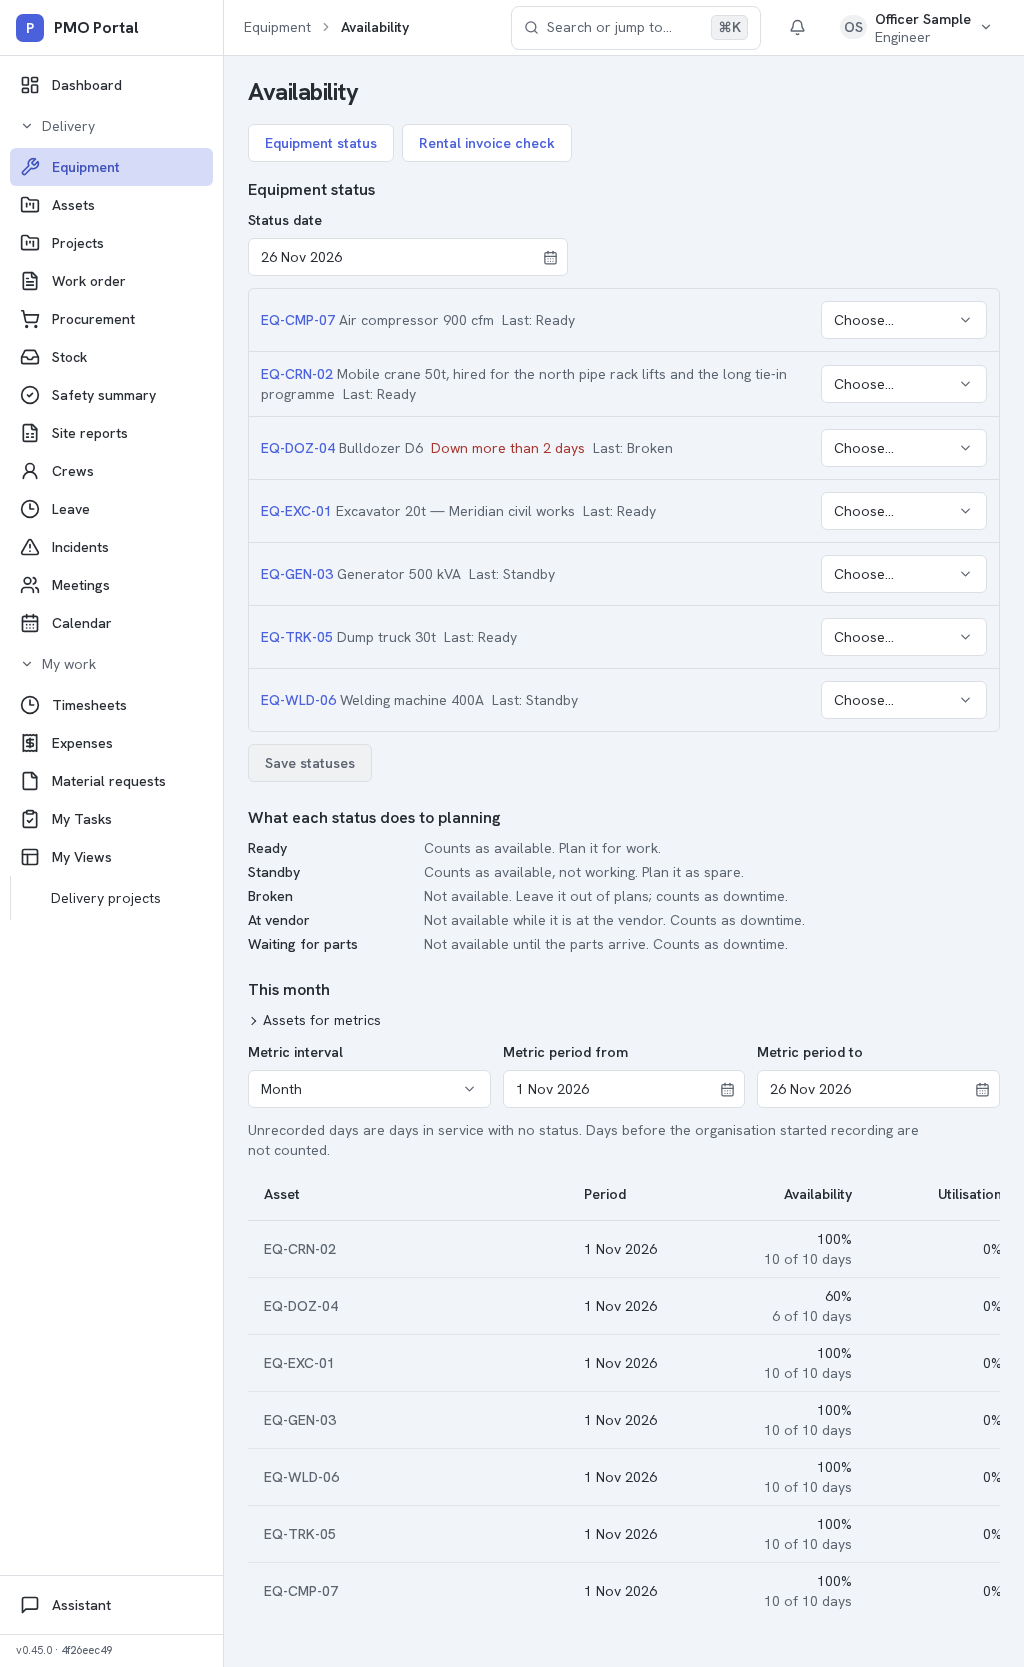 P PMO Portal
Equipment > Availability
Search or jump to... ⌘K
OS Officer Sample
Engineer
Dashboard
Delivery
Equipment
Assets
Projects
Work order
Procurement
Stock
Safety summary
Site reports
Crews
Leave
Incidents
Meetings
Calendar
My work
Timesheets
Expenses
Material requests
My Tasks
My Views
Delivery projects
Assistant
v0.45.0 · 4f26eec49
Availability
Equipment status Rental invoice check
Equipment status
Status date
26 Nov 2026
EQ-CMP-07 Air compressor 900 cfm Last: Ready Choose...
EQ-CRN-02 Mobile crane 50t, hired for the north pipe rack lifts and the long tie-in
programme Last: Ready Choose...
EQ-DOZ-04 Bulldozer D6 Down more than 2 days Last: Broken Choose...
EQ-EXC-01 Excavator 20t — Meridian civil works Last: Ready Choose...
EQ-GEN-03 Generator 500 kVA Last: Standby Choose...
EQ-TRK-05 Dump truck 30t Last: Ready Choose...
EQ-WLD-06 Welding machine 400A Last: Standby Choose...
Save statuses
What each status does to planning
Ready Counts as available. Plan it for work.
Standby Counts as available, not working. Plan it as spare.
Broken Not available. Leave it out of plans; counts as downtime.
At vendor Not available while it is at the vendor. Counts as downtime.
Waiting for parts Not available until the parts arrive. Counts as downtime.
This month
Assets for metrics
Metric interval Metric period from Metric period to
Month 1 Nov 2026 26 Nov 2026
Unrecorded days are days in service with no status. Days before the organisation started recording are
not counted.
Asset Period Availability Utilisation
EQ-CRN-02 1 Nov 2026 100% 0%
10 of 10 days
EQ-DOZ-04 1 Nov 2026 60% 0%
6 of 10 days
EQ-EXC-01 1 Nov 2026 100% 0%
10 of 10 days
EQ-GEN-03 1 Nov 2026 100% 0%
10 of 10 days
EQ-WLD-06 1 Nov 2026 100% 0%
10 of 10 days
EQ-TRK-05 1 Nov 2026 100% 0%
10 of 10 days
EQ-CMP-07 1 Nov 2026 100% 0%
10 of 10 days